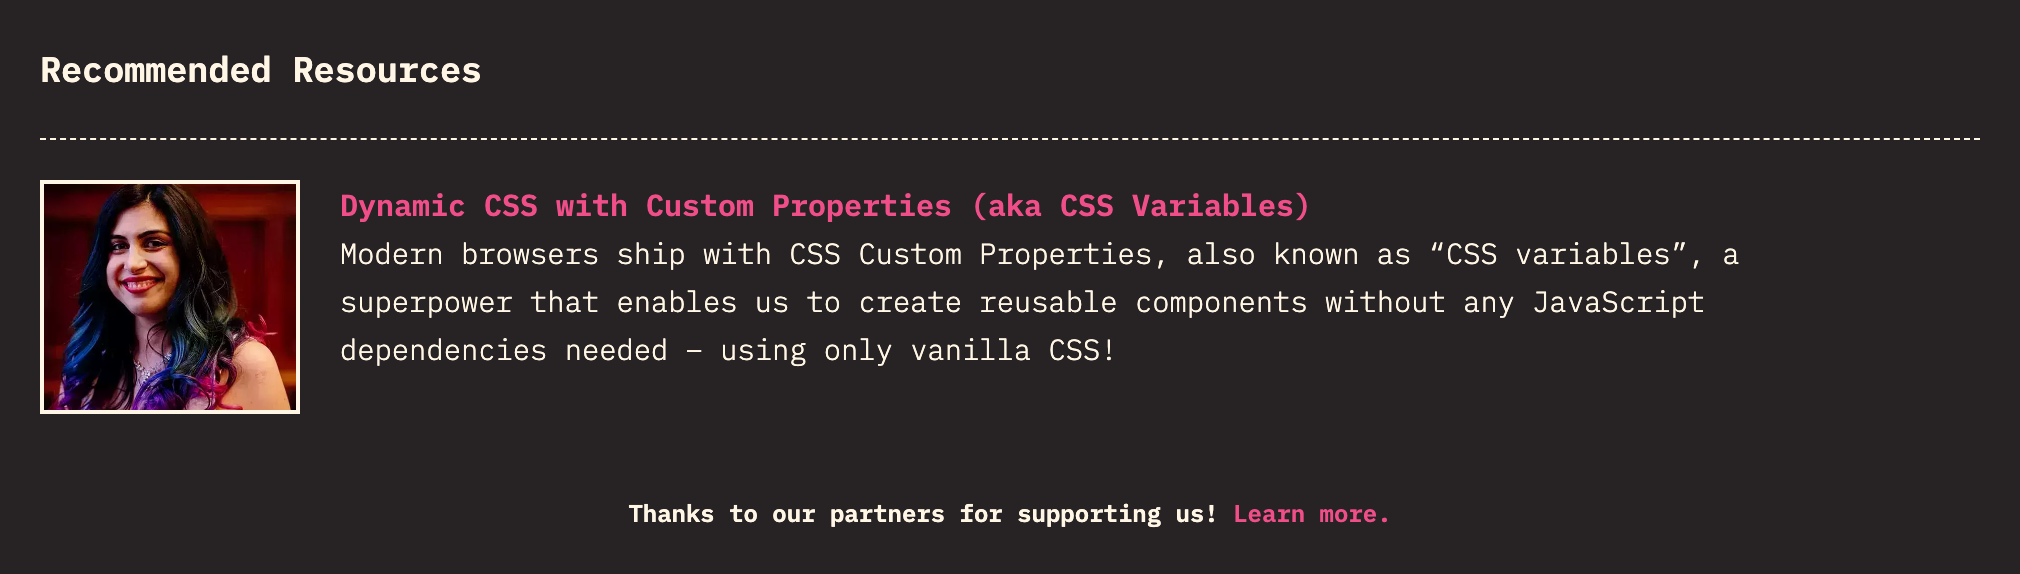 Recommended Resources
Dynamic CSS with Custom Properties (aka CSS Variables)
Modern browsers ship with CSS Custom Properties, also known as “CSS variables”, a
superpower that enables us to create reusable components without any JavaScript
dependencies needed – using only vanilla CSS!
Thanks to our partners for supporting us! Learn more.